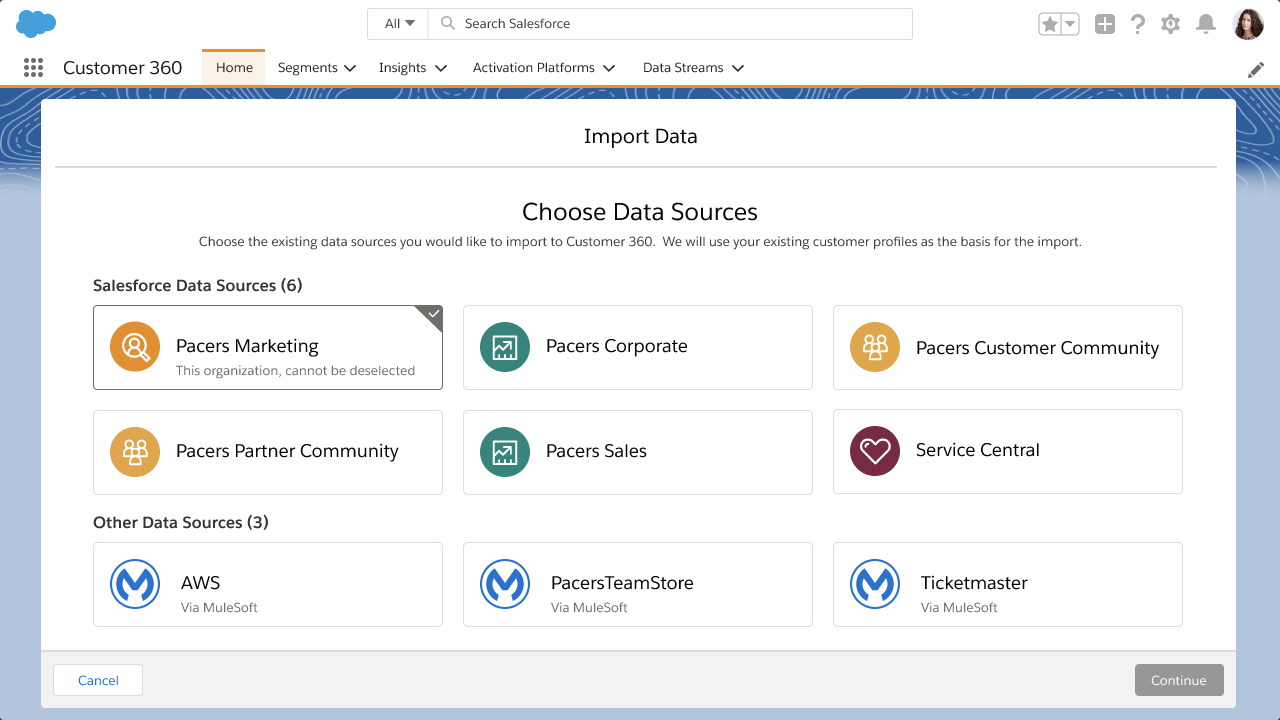 All
Search Salesforce
Customer 360
Home
Segments
Insights
Activation Platforms
Data Streams
Import Data
Choose Data Sources
Choose the existing data sources you would like to import to Customer 360.  We will use your existing customer profiles as the basis for the import.
Salesforce Data Sources (6)
Pacers Marketing
This organization, cannot be deselected
Pacers Corporate
Pacers Customer Community
Pacers Partner Community
Pacers Sales
Service Central
Other Data Sources (3)
AWS
Via MuleSoft
PacersTeamStore
Via MuleSoft
Ticketmaster
Via MuleSoft
Cancel
Continue